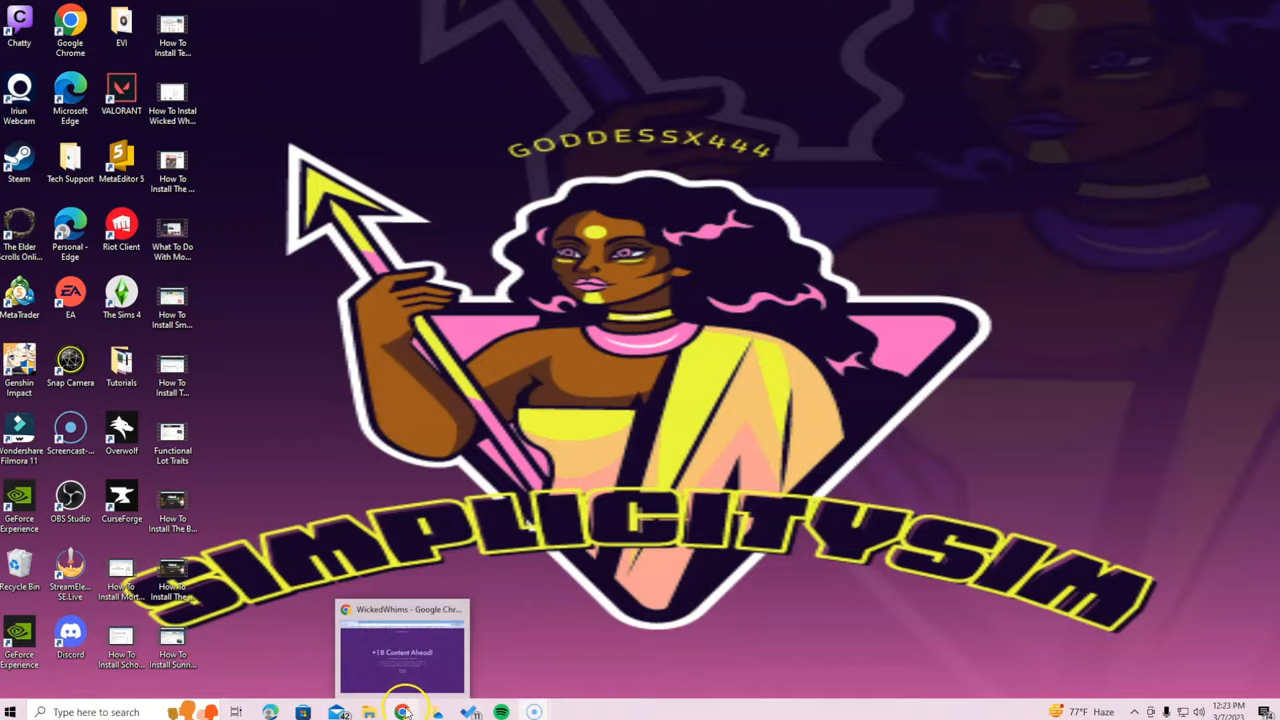 Chatty
Google
Chrome
EVI
How To
Install Te...
Iriun
Webcam
Microsoft
Edge
VALORANT
How To Instal
Wicked Wh...
Steam
Tech Support
MetaEditor 5
How To
Install The ...
The Elder
Scrolls Onli...
Personal -
Edge
Riot Client
What To Do
With Mo...
MetaTrader
EA
The Sims 4
How To
Install Sm...
Genshin
Impact
Snap Camera
Tutorials
How To
Install T...
Wondershare
Filmora 11
Screencast-...
Overwolf
Functional
Lot Traits
GeForce
Experience
OBS Studio
CurseForge
How To
Install The B...
Recycle Bin
StreamEle...
SE.Live
How To
Install Mort...
How To
Install The...
GeForce
Experience
Discord
How To
How To
Install Sunn...
GODDESSX444
SIMPLICITYSIM
WickedWhims - Google Chr...
+18 Content Ahead!
Type here to search
42
11
77°F Haze
12:23 PM